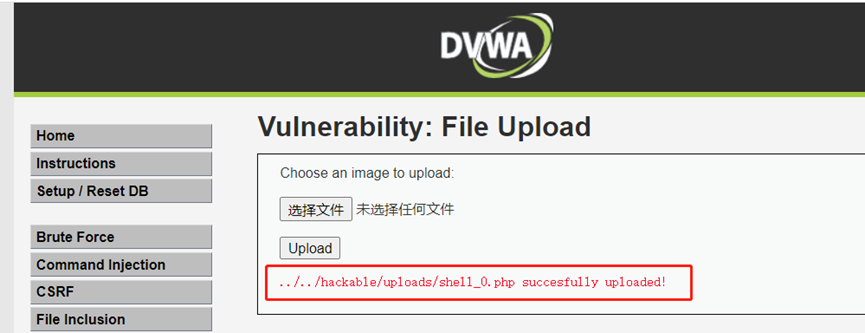 DVWA
Vulnerability: File Upload
Home
Instructions
Setup / Reset DB
Brute Force
Command Injection
CSRF
File Inclusion
Choose an image to upload:
选择文件 未选择任何文件
Upload
../../hackable/uploads/shell_0.php succesfully uploaded!